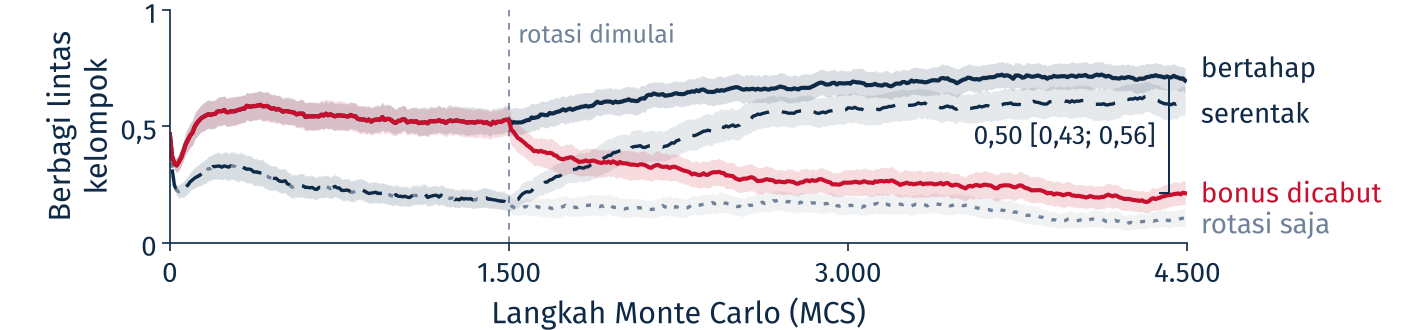 Berbagi lintas
kelompok
1
0,5
0
rotasi dimulai
bertahap
serentak
0,50 [0,43; 0,56]
bonus dicabut
rotasi saja
0
1.500
3.000
4.500
Langkah Monte Carlo (MCS)